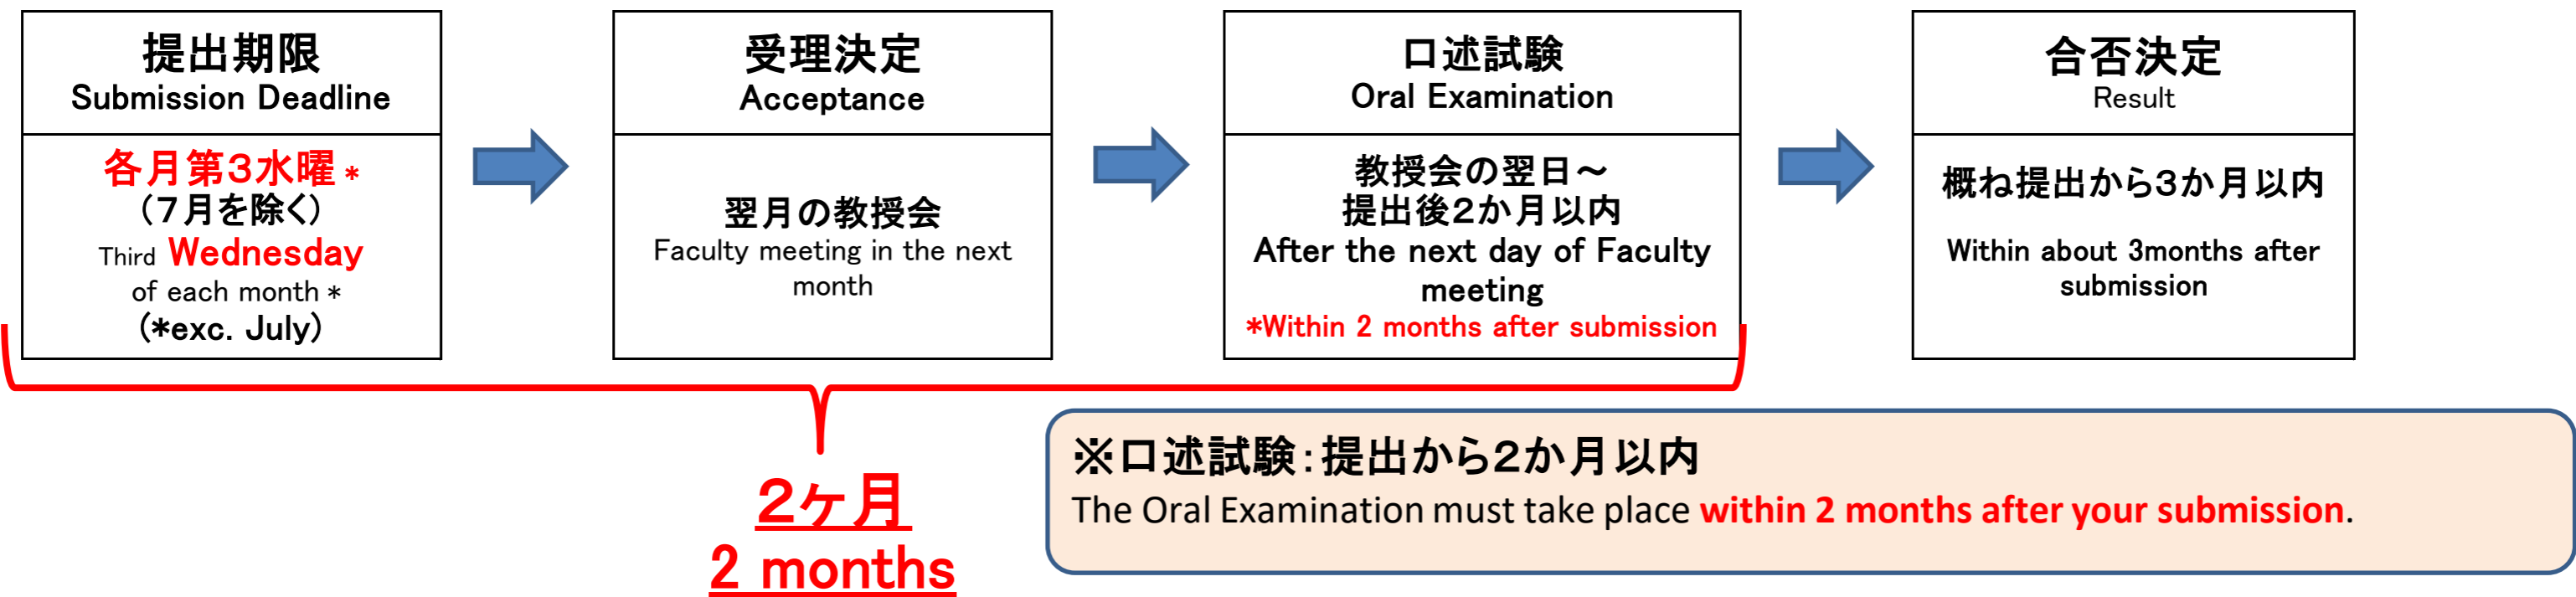 提出期限
Submission Deadline
各月第3水曜*
(7月を除く)
Third Wednesday
of each month*
(*exc. July)
受理決定
Acceptance
翌月の教授会
Faculty meeting in the next
month
口述試験
Oral Examination
教授会の翌日～
提出後2か月以内
After the next day of Faculty
meeting
*Within 2 months after submission
合否決定
Result
概ね提出から3か月以内
Within about 3months after
submission
2ヶ月
2 months
※口述試験:提出から2か月以内
The Oral Examination must take place within 2 months after your submission.